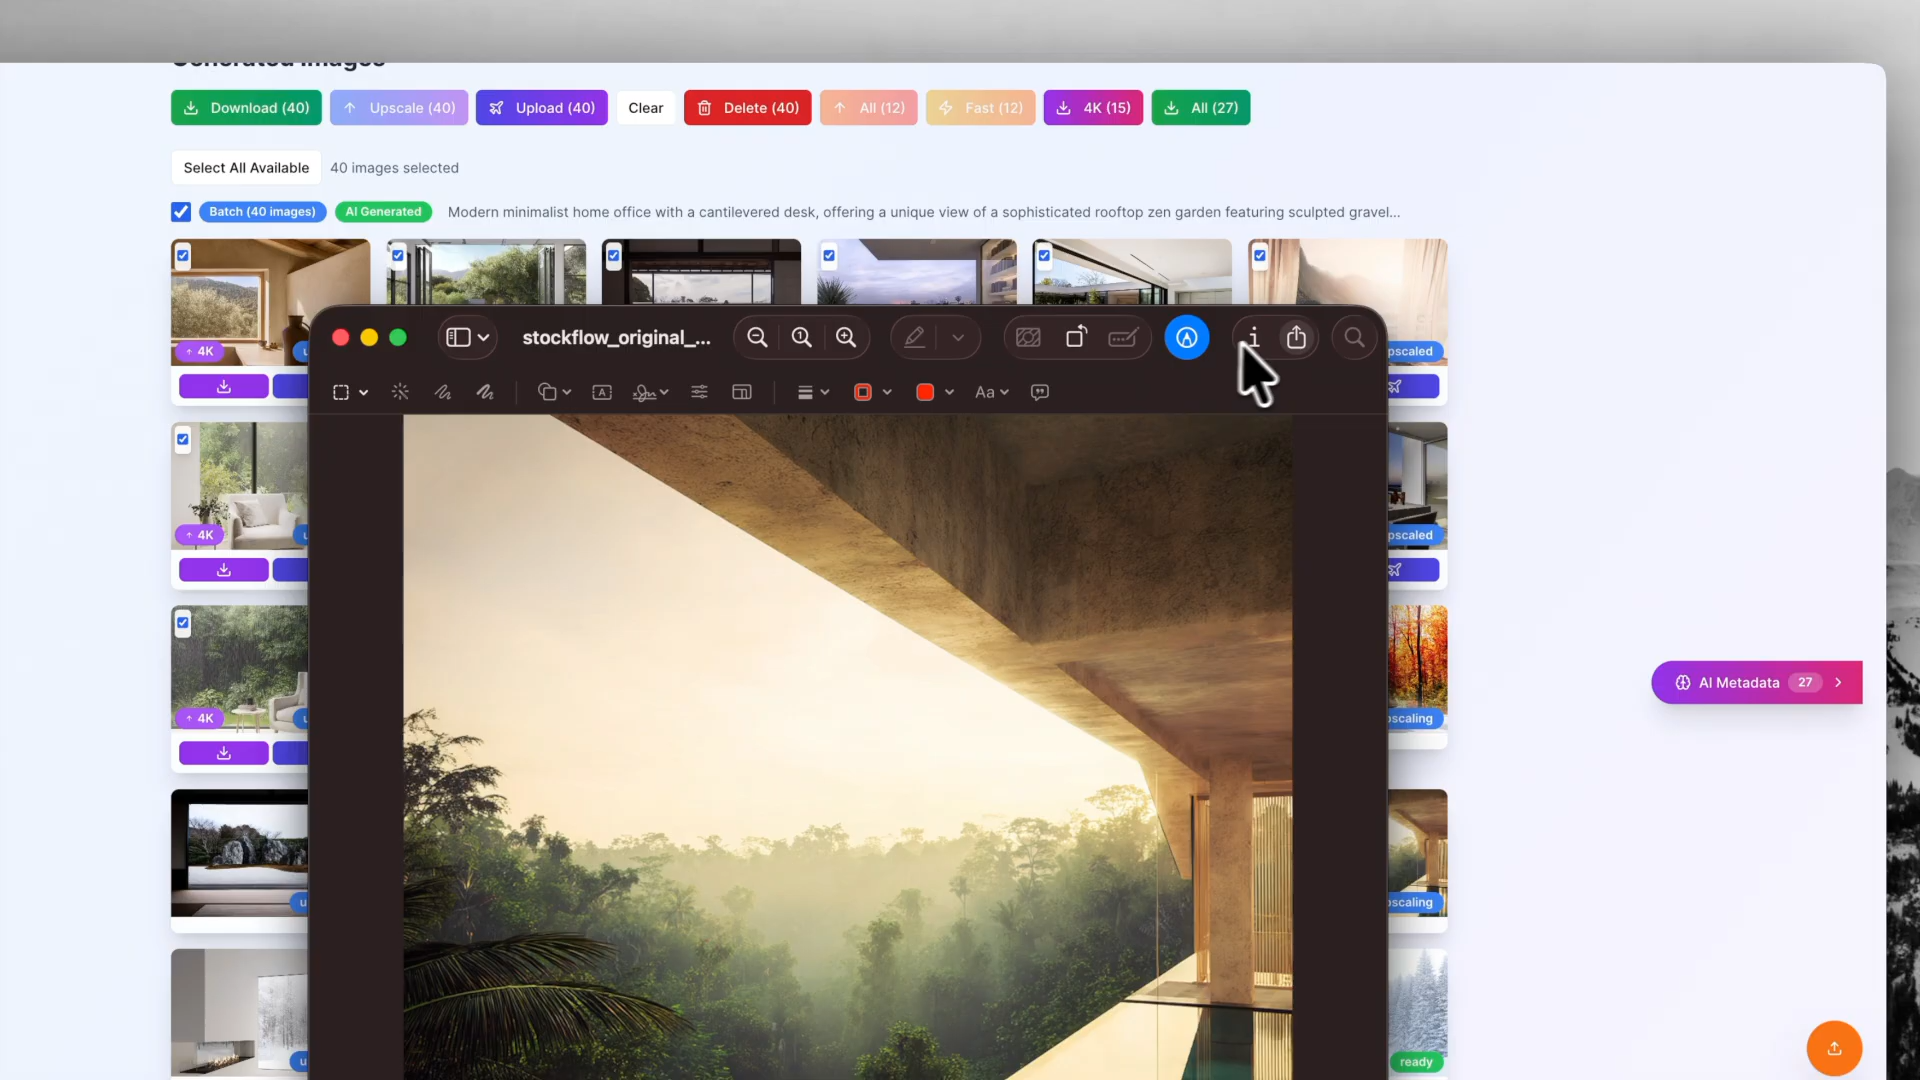 Generated Images
Download (40)
Upscale (40)
Upload (40)
Clear
Delete (40)
All (12)
Fast (12)
4K (15)
All (27)
Select All Available
40 images selected
Batch (40 images)
AI Generated
Modern minimalist home office with a cantilevered desk, offering a unique view of a sophisticated rooftop zen garden featuring sculpted gravel...
stockflow_original_...
Aa
4K
pscaled
4K
pscaled
4K
pscaling
AI Metadata
27
scaling
ready